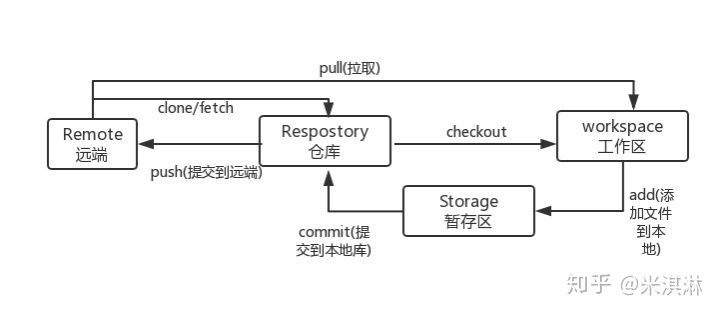 pull(拉取)
clone/fetch
Remote
远端
Respostory
仓库
checkout
workspace
工作区
push(提交到远端)
Storage
暂存区
add(添
加文件
到本
地)
commit(提
交到本地库)
知乎 @米淇淋